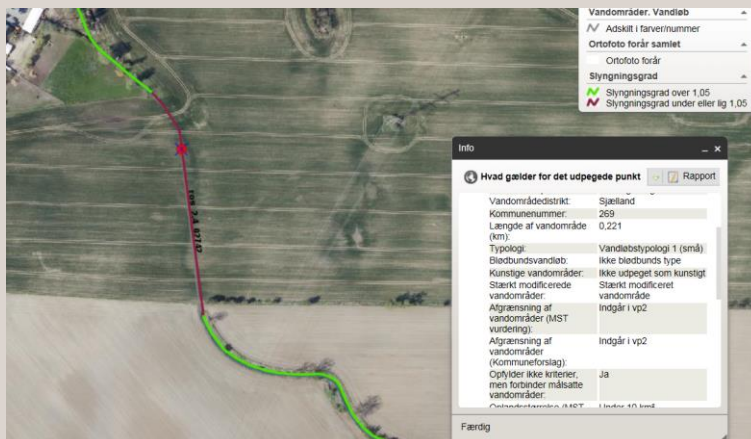 Vandområder. Vandløb
Adskilt i farver/nummer
Ortofoto forår samlet
Ortofoto forår
Slyngningsgrad
Slyngningsgrad over 1,05
Slyngningsgrad under eller lig 1,05
Info
Hvad gælder for det udpegede punkt
Rapport
Vandområdedistrikt: Sjælland
Kommunenummer: 269
Længde af vandområde 0,221
(km):
Typologi: Vandløbstypologi 1 (små)
Blødbundsvandløb: Ikke blødbunds type
Kunstige vandområder: Ikke udpeget som kunstigt
Stærkt modificerede Stærkt modificeret
vandområder: vandområde
Afgrænsning af Indgår i vp2
vandområder (MST
vurdering):
Afgrænsning af Indgår i vp2
vandområder
(Kommuneforslag):
Opfylder ikke kriterier, Ja
men forbinder målsatte
vandområder:
Oplandsstørrelse (MST Under 10 km²
Færdig